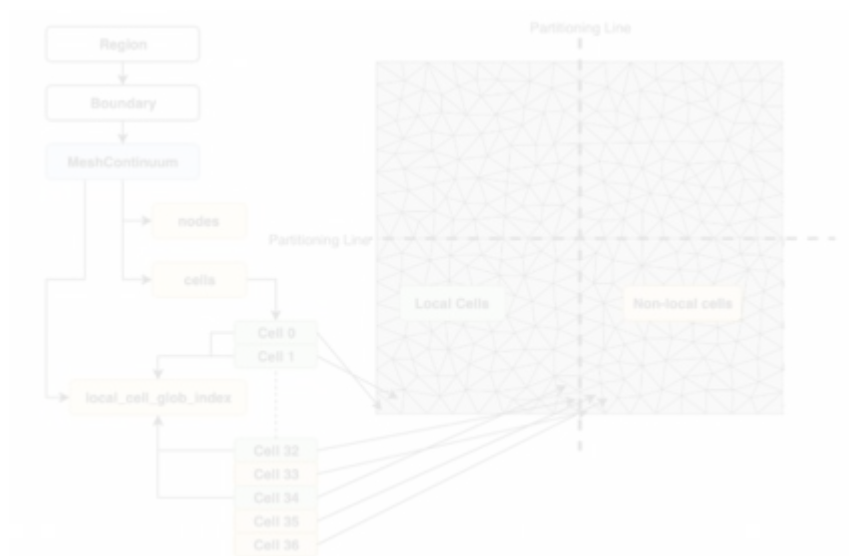 Partitioning Line
Region
Boundary
MeshContinuum
nodes
Partitioning Line
cells
Local Cells
Non-local cells
Cell 0
Cell 1
local_cell_glob_index
Cell 32
Cell 33
Cell 34
Cell 35
Cell 36